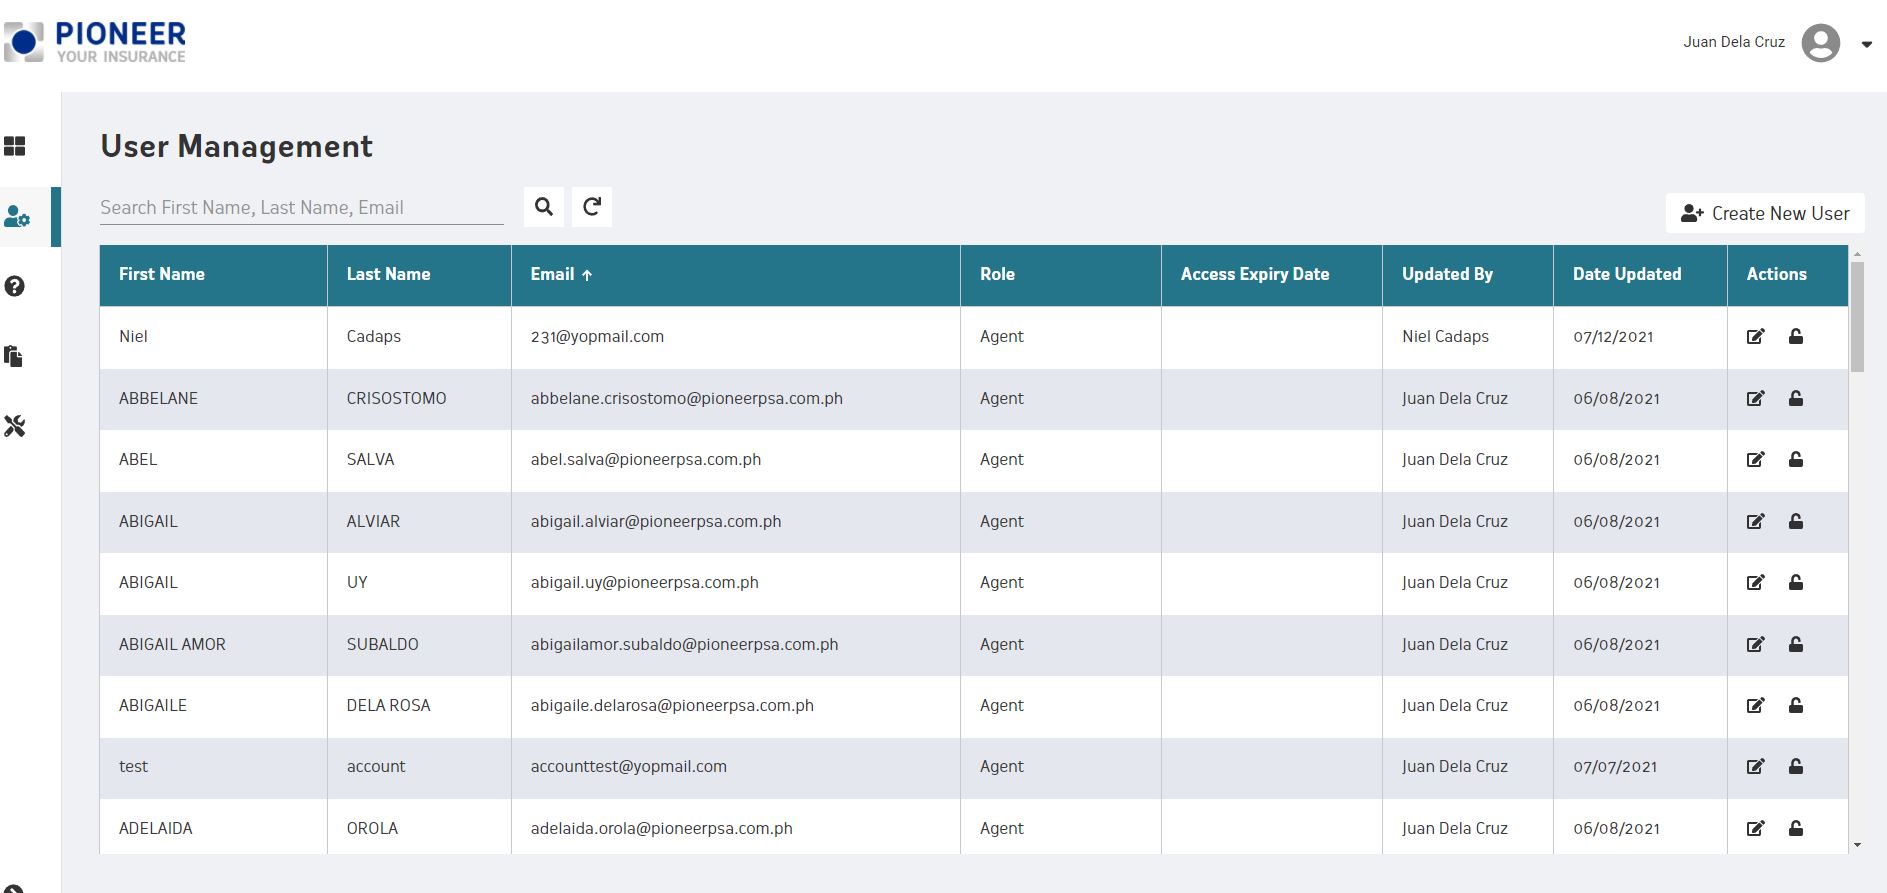 PIONEER
YOUR INSURANCE
Juan Dela Cruz
User Management
Search First Name, Last Name, Email
Create New User
First Name Last Name Email Role Access Expiry Date Updated By Date Updated Actions
Niel Cadaps 231@yopmail.com Agent Niel Cadaps 07/12/2021
ABBELANE CRISOSTOMO abbelane.crisostomo@pioneerpsa.com.ph Agent Juan Dela Cruz 06/08/2021
ABEL SALVA abel.salva@pioneerpsa.com.ph Agent Juan Dela Cruz 06/08/2021
ABIGAIL ALVIAR abigail.alviar@pioneerpsa.com.ph Agent Juan Dela Cruz 06/08/2021
ABIGAIL UY abigail.uy@pioneerpsa.com.ph Agent Juan Dela Cruz 06/08/2021
ABIGAIL AMOR SUBALDO abigailamor.subaldo@pioneerpsa.com.ph Agent Juan Dela Cruz 06/08/2021
ABIGAILE DELA ROSA abigaile.delarosa@pioneerpsa.com.ph Agent Juan Dela Cruz 06/08/2021
test account accounttest@yopmail.com Agent Juan Dela Cruz 07/07/2021
ADELAIDA OROLA adelaida.orola@pioneerpsa.com.ph Agent Juan Dela Cruz 06/08/2021